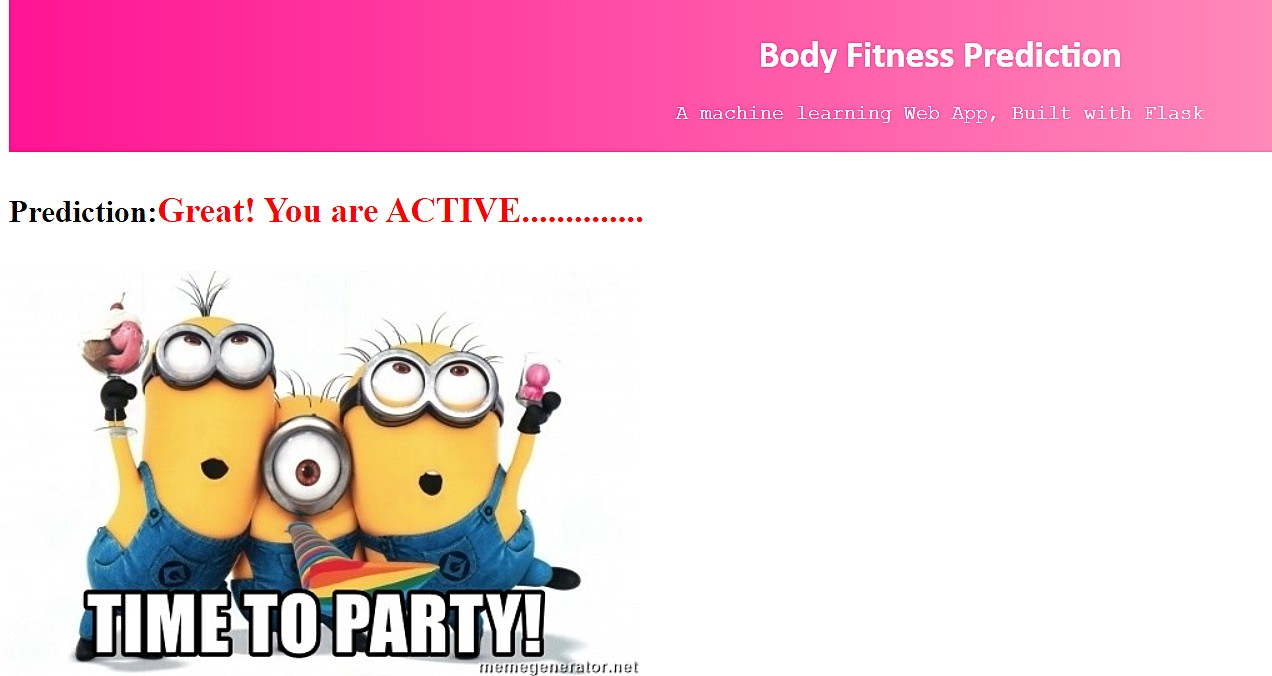 Body Fitness Prediction
A machine learning Web App, Built with Flask
Prediction:Great! You are ACTIVE..............
TIME TO PARTY!
memegenerator.net